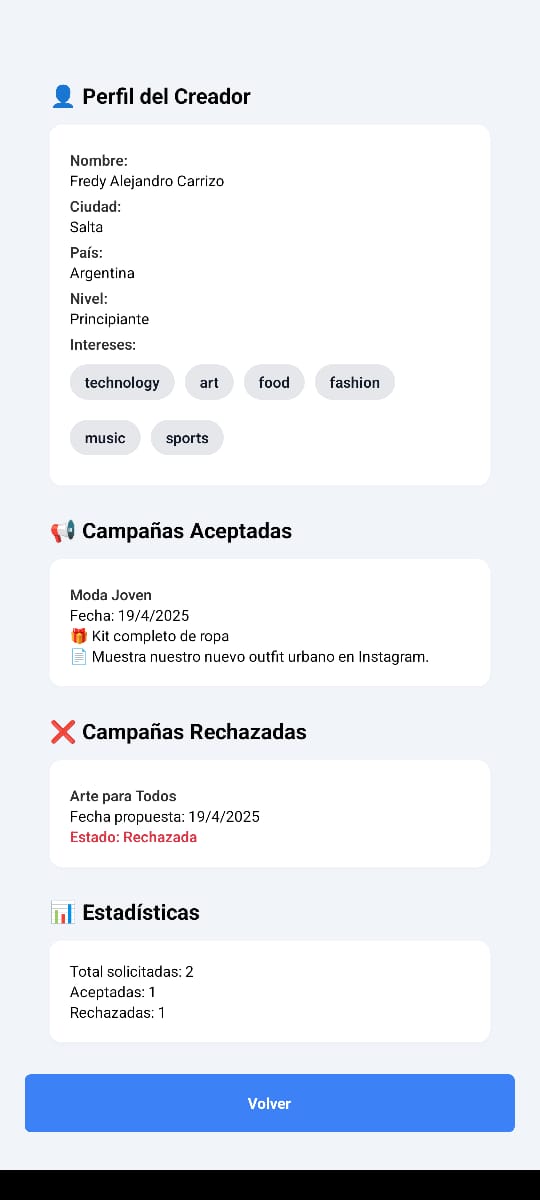 👤 Perfil del Creador
Nombre:
Fredy Alejandro Carrizo
Ciudad:
Salta
País:
Argentina
Nivel:
Principiante
Intereses:
technology art food fashion
music sports
📢 Campañas Aceptadas
Moda Joven
Fecha: 19/4/2025
🎁 Kit completo de ropa
📄 Muestra nuestro nuevo outfit urbano en Instagram.
❌ Campañas Rechazadas
Arte para Todos
Fecha propuesta: 19/4/2025
Estado: Rechazada
📊 Estadísticas
Total solicitadas: 2
Aceptadas: 1
Rechazadas: 1
Volver